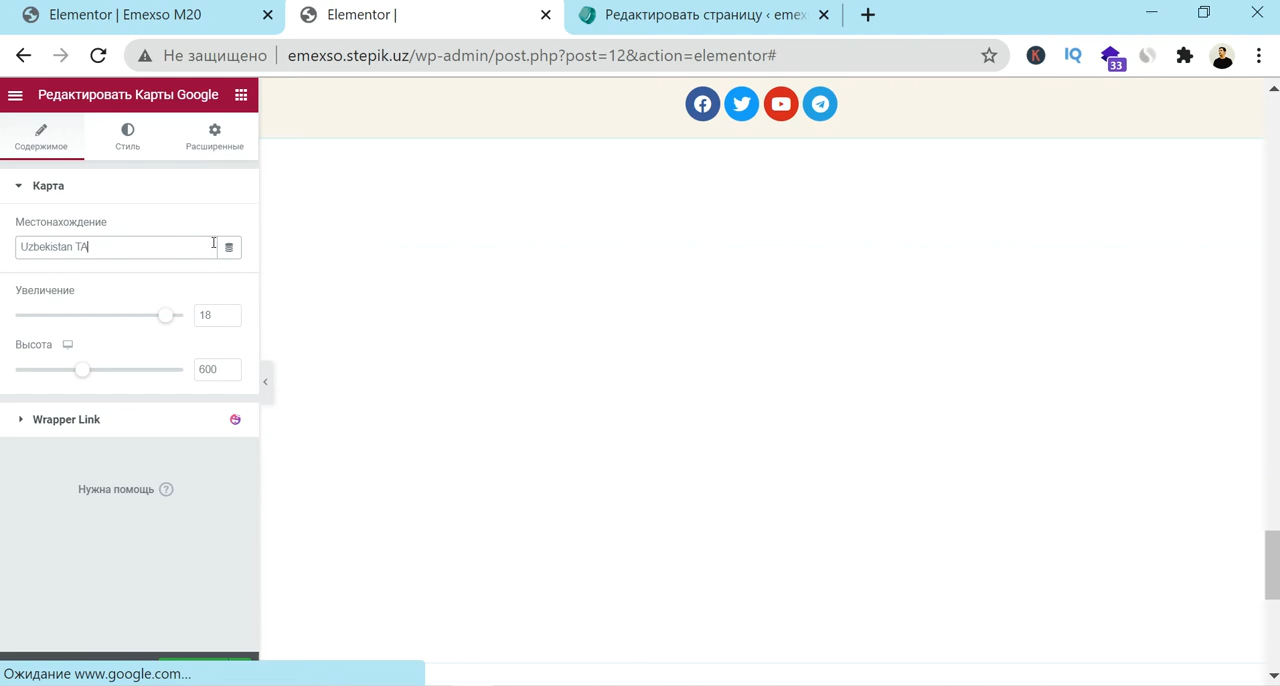 Elementor | Emexso M20
Elementor |
Редактировать страницу ‹ emex
Не защищено
emexso.stepik.uz/wp-admin/post.php?post=12&action=elementor#
K
IQ
33
Редактировать Карты Google
Содержимое
Стиль
Расширенные
Карта
Местонахождение
Uzbekistan TA
Увеличение
18
Высота
600
Wrapper Link
Нужна помощь ?
Ожидание www.google.com...